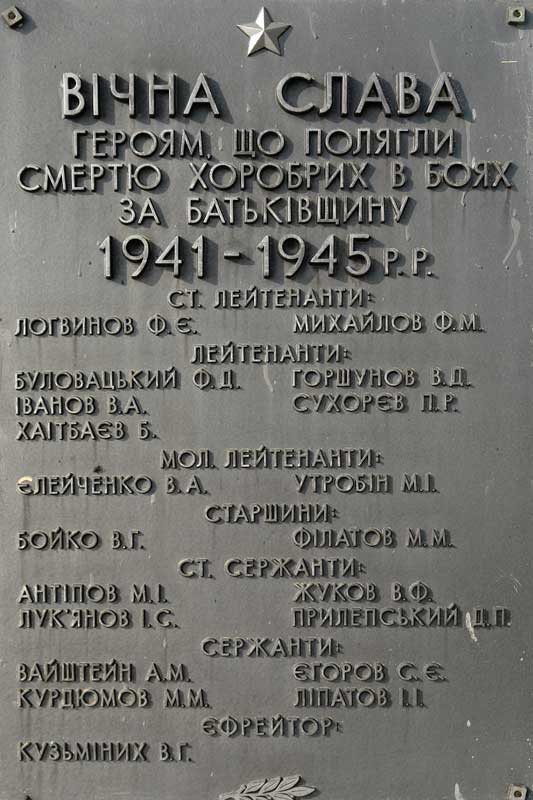 ВІЧНА СЛАВА
ГЕРОЯМ, ЩО ПОЛЯГЛИ
СМЕРТЮ ХОРОБРИХ В БОЯХ
ЗА БАТЬКІВЩИНУ
1941-1945 Р.Р.
СТ. ЛЕЙТЕНАНТИ:
ЛОГВИНОВ Ф.Є. МИХАЙЛОВ Ф.М.
ЛЕЙТЕНАНТИ:
БУЛОВАЦЬКИЙ Ф.Д. ГОРШУНОВ В.Д.
ІВАНОВ В.А. СУХОРЄВ П.Р.
ХАІТБАЄВ Б.
МОЛ. ЛЕЙТЕНАНТИ:
ЄЛЕЙЧЕНКО В.А. УТРОБІН М.І.
СТАРШИНИ:
БОЙКО В.Г. ФІЛАТОВ М.М.
СТ. СЕРЖАНТИ:
АНТІПОВ М.І. ЖУКОВ В.Ф.
ЛУК'ЯНОВ І.С. ПРИЛЕПСЬКИЙ Д.П.
СЕРЖАНТИ:
ВАЙШТЕЙН А.М. ЄГОРОВ С.Є.
КУРДЮМОВ М.М. ЛІПАТОВ І.І.
ЄФРЕЙТОР:
КУЗЬМІНИХ В.Г.